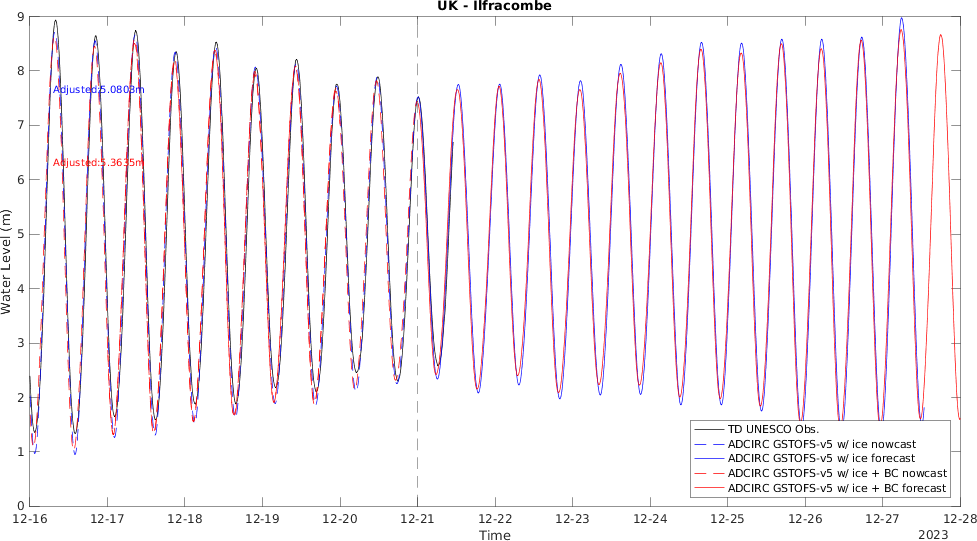 UK - Ilfracombe
9
8
7
6
5
4
3
2
1
0
Water Level (m)
Adjusted:5.0803m
Adjusted:5.3635m
TD UNESCO Obs.
ADCIRC GSTOFS-v5 w/ ice nowcast
ADCIRC GSTOFS-v5 w/ ice forecast
ADCIRC GSTOFS-v5 w/ ice + BC nowcast
ADCIRC GSTOFS-v5 w/ ice + BC forecast
12-16 12-17 12-18 12-19 12-20 12-21 12-22 12-23 12-24 12-25 12-26 12-27 12-28
Time
2023